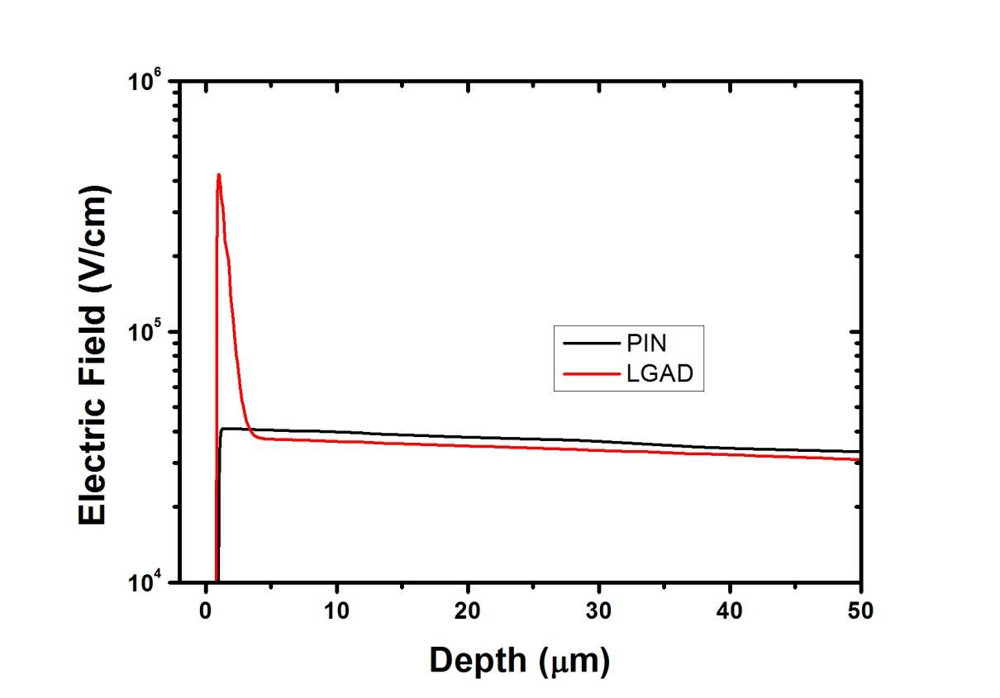 10⁶
10⁵
10⁴
Electric Field (V/cm)
PIN
LGAD
0 10 20 30 40 50
Depth (μm)